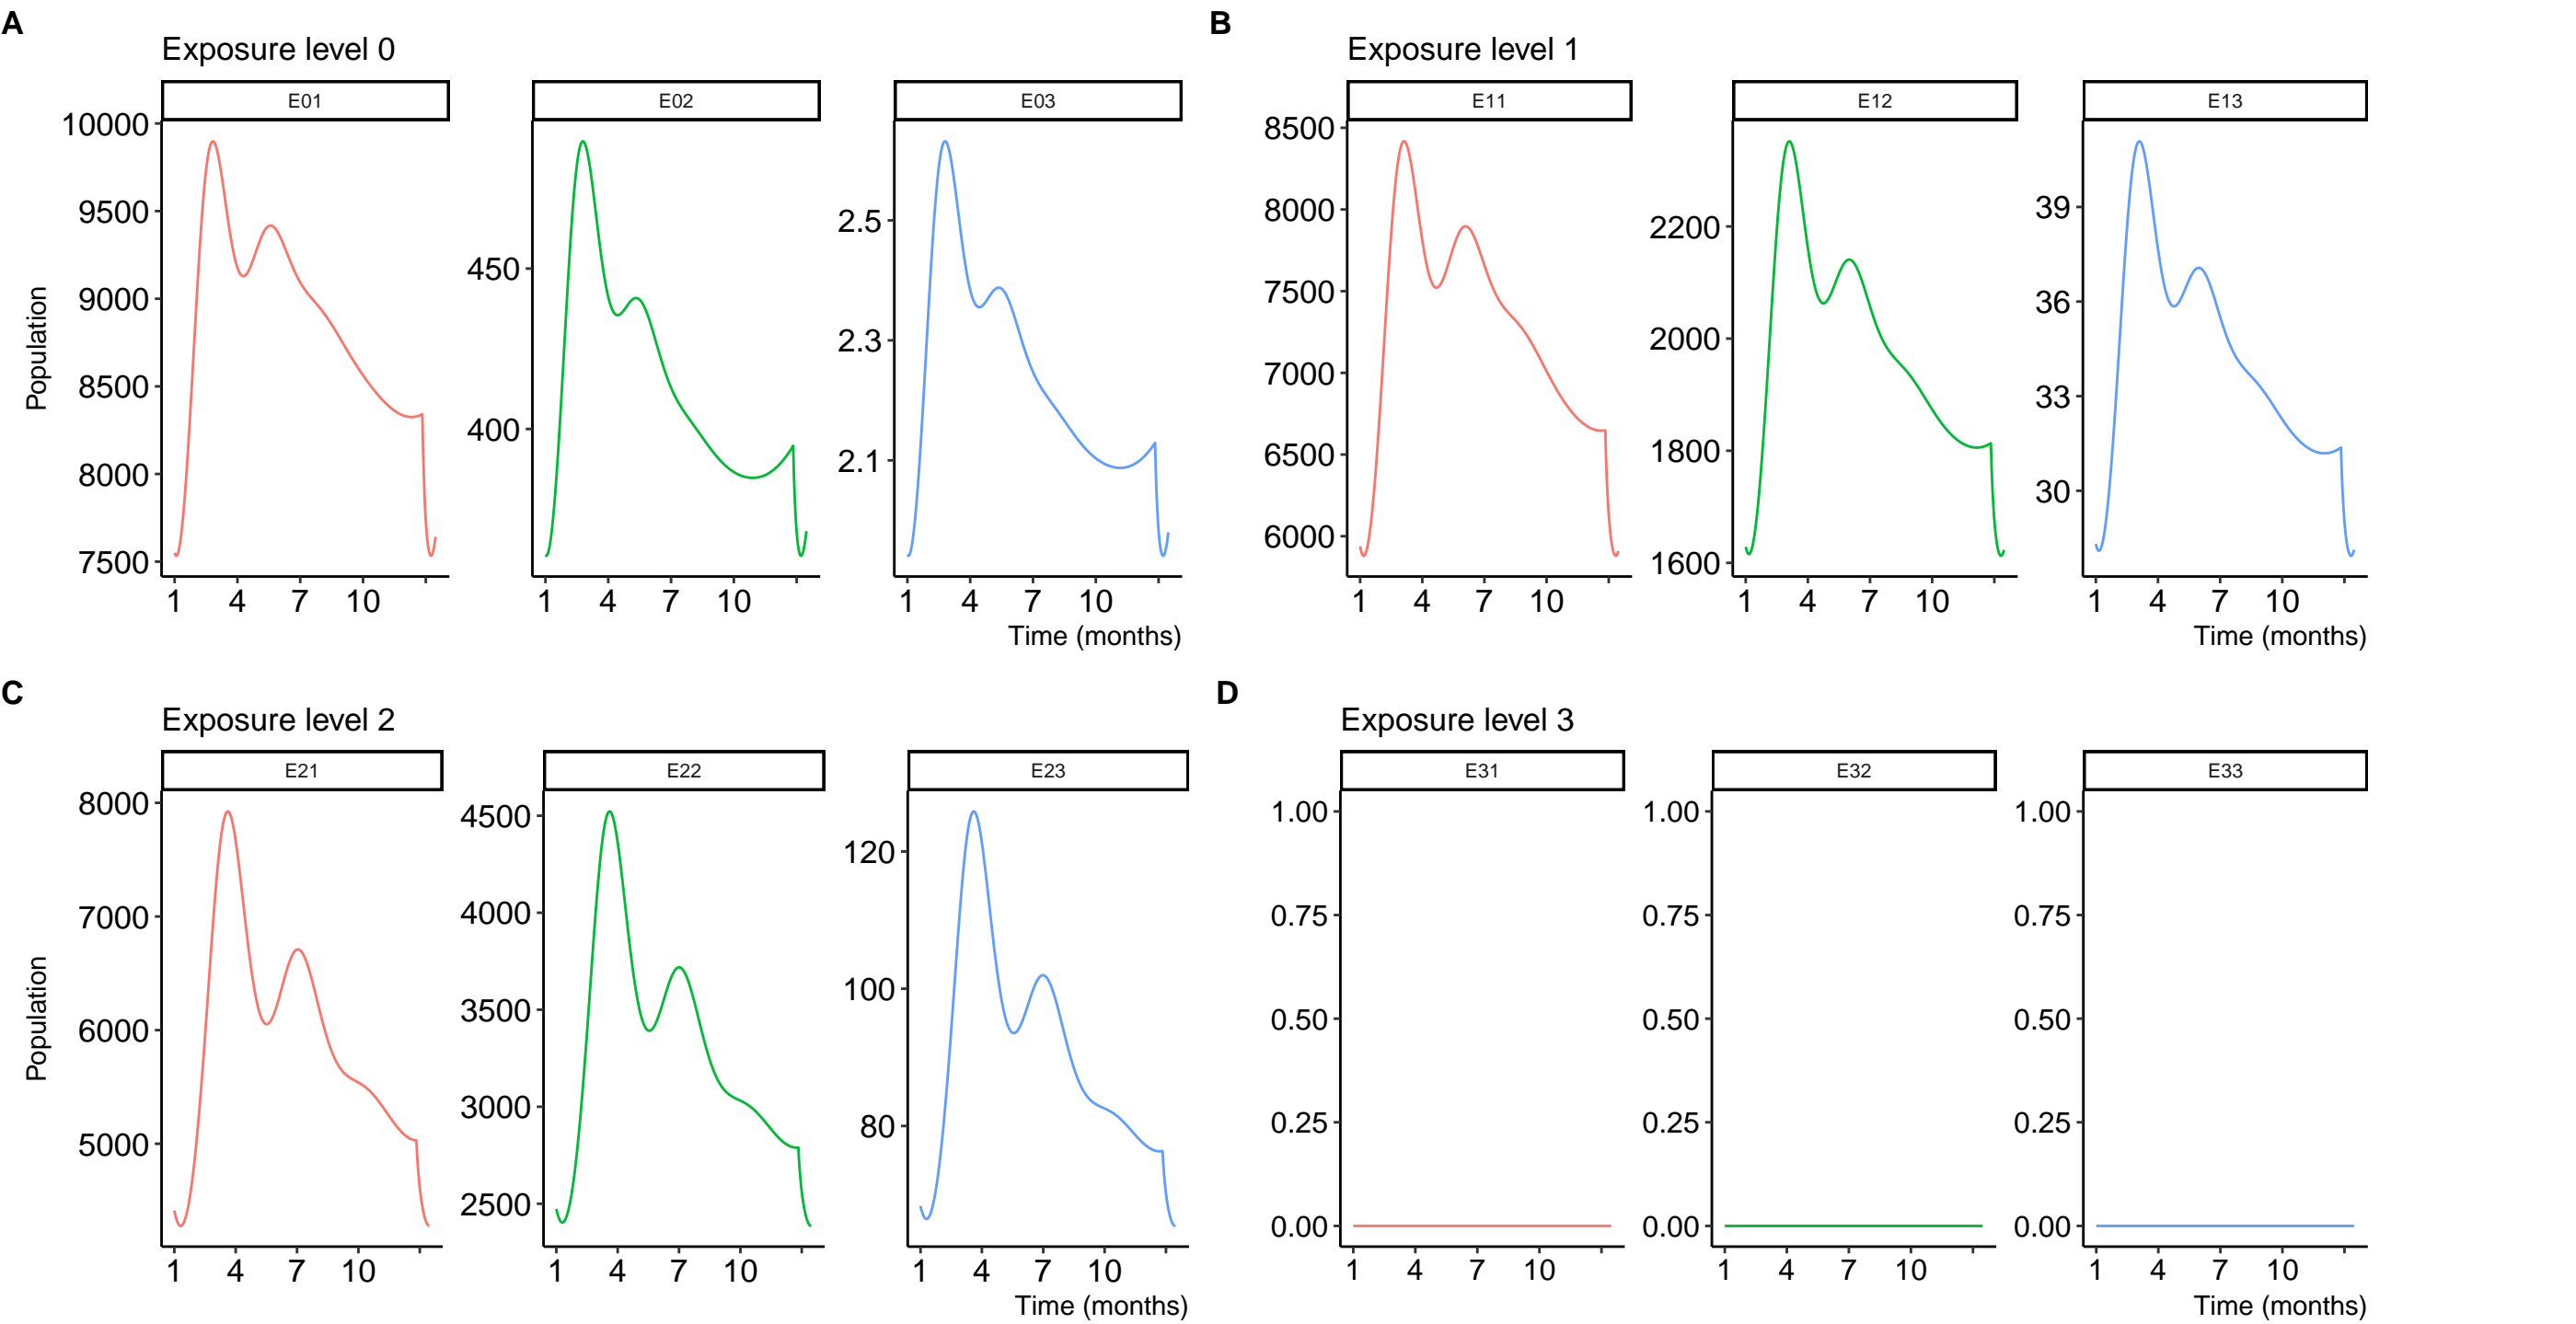 A
Exposure level 0
E01
E02
E03
10000
9500
9000
8500
8000
7500
450
400
2.5
2.3
2.1
Population
1 4 7 10
1 4 7 10
1 4 7 10
Time (months)
B
Exposure level 1
E11
E12
E13
8500
8000
7500
7000
6500
6000
2200
2000
1800
1600
39
36
33
30
1 4 7 10
1 4 7 10
1 4 7 10
Time (months)
C
Exposure level 2
E21
E22
E23
8000
7000
6000
5000
4500
4000
3500
3000
2500
120
100
80
Population
1 4 7 10
1 4 7 10
1 4 7 10
Time (months)
D
Exposure level 3
E31
E32
E33
1.00
0.75
0.50
0.25
0.00
1.00
0.75
0.50
0.25
0.00
1.00
0.75
0.50
0.25
0.00
1 4 7 10
1 4 7 10
1 4 7 10
Time (months)